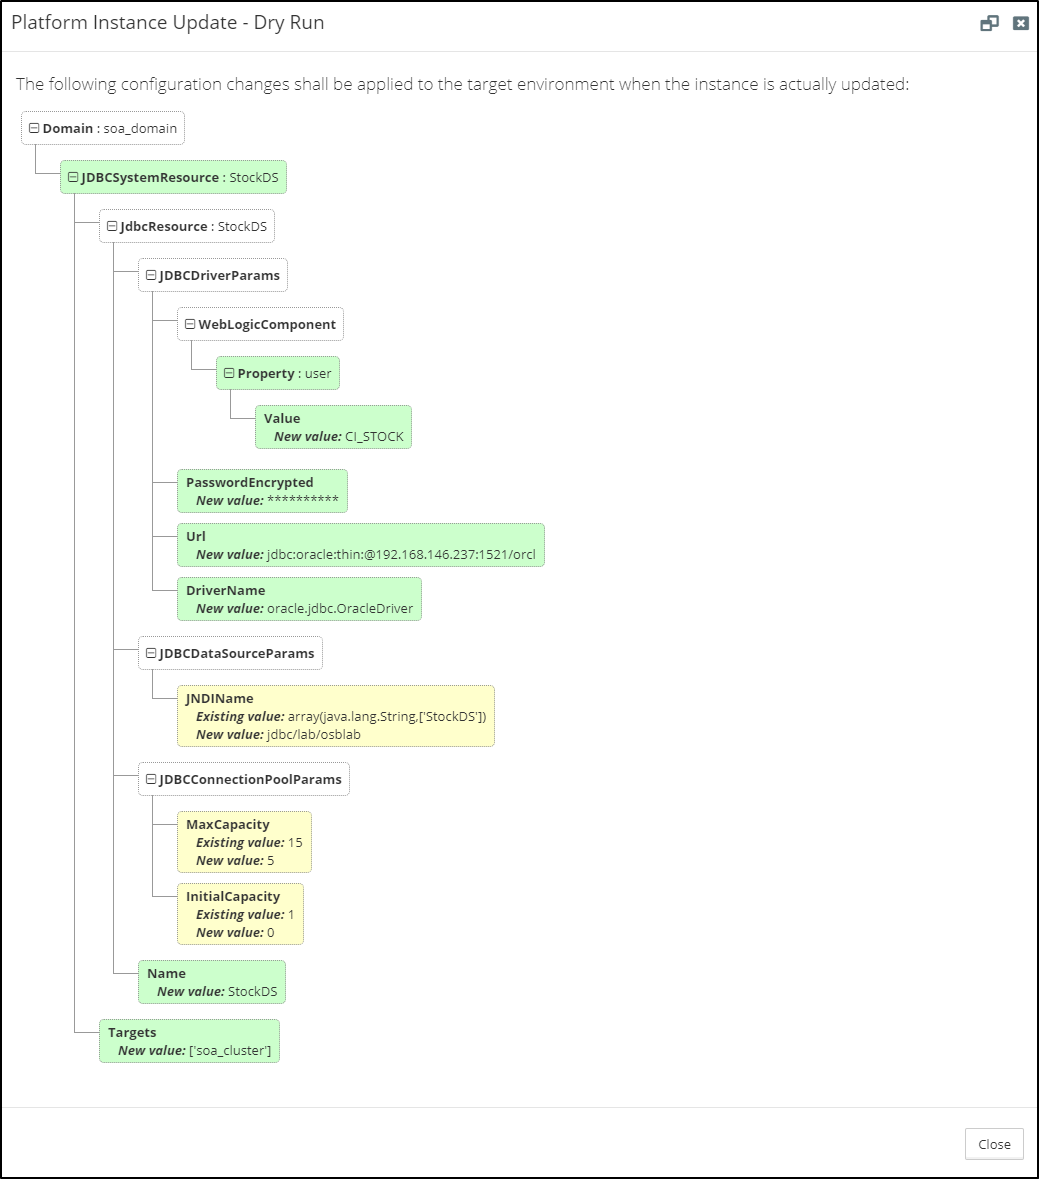 Platform Instance Update - Dry Run
The following configuration changes shall be applied to the target environment when the instance is actually updated:
Domain : soa_domain
JDBCSystemResource : StockDS
JdbcResource : StockDS
JDBCDriverParams
WebLogicComponent
Property : user
Value
New value: CI_STOCK
PasswordEncrypted
New value: **********
Url
New value: jdbc:oracle:thin:@192.168.146.237:1521/orcl
DriverName
New value: oracle.jdbc.OracleDriver
JDBCDataSourceParams
JNDIName
Existing value: array(java.lang.String,['StockDS'])
New value: jdbc/lab/osblab
JDBCConnectionPoolParams
MaxCapacity
Existing value: 15
New value: 5
InitialCapacity
Existing value: 1
New value: 0
Name
New value: StockDS
Targets
New value: ['soa_cluster']
Close